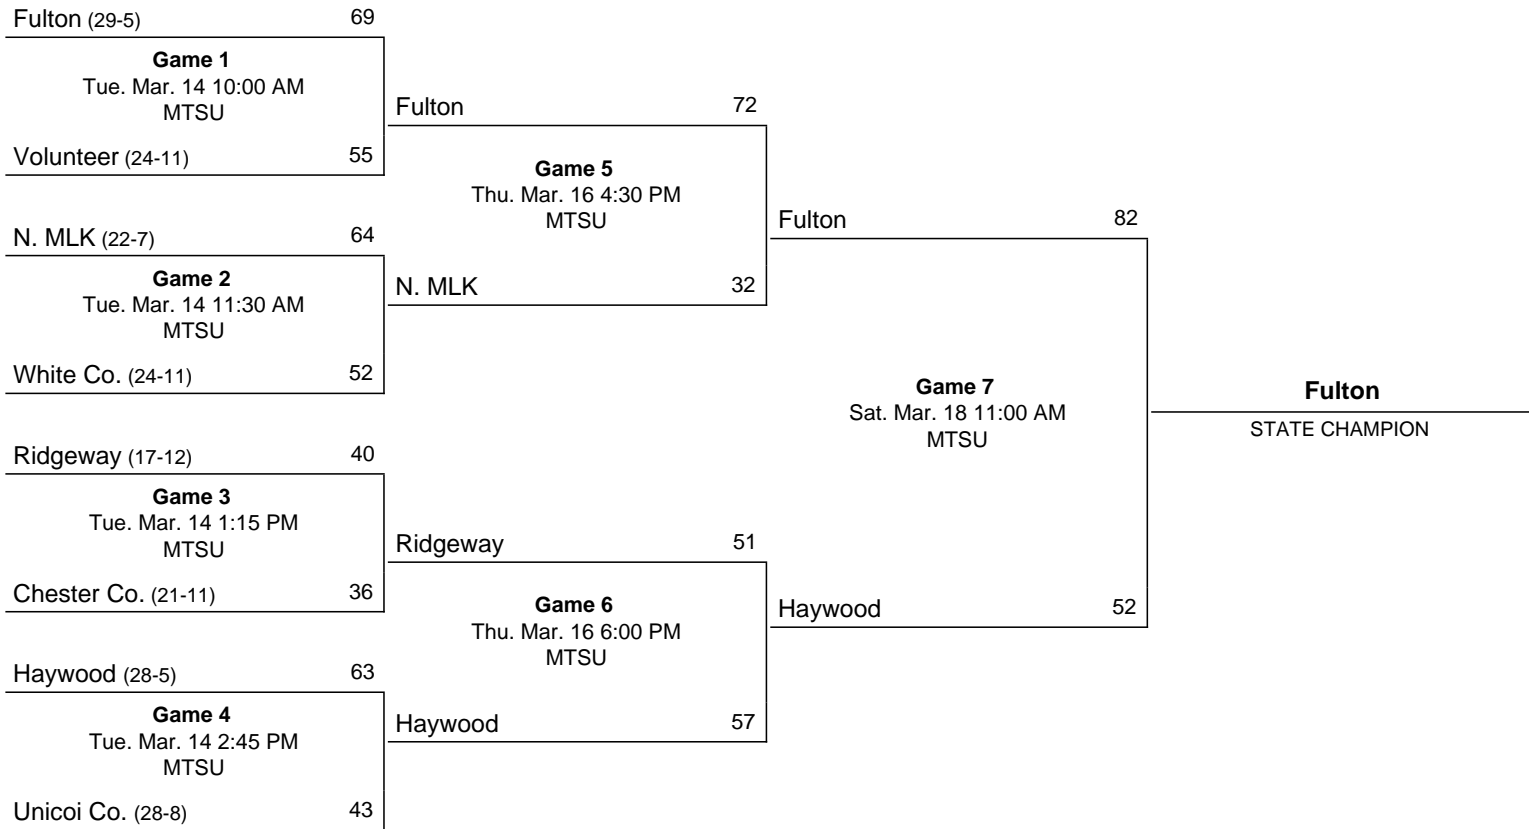 Fulton (29-5) 69
Game 1
Tue. Mar. 14 10:00 AM
MTSU
Volunteer (24-11) 55
N. MLK (22-7) 64
Game 2
Tue. Mar. 14 11:30 AM
MTSU
White Co. (24-11) 52
Ridgeway (17-12) 40
Game 3
Tue. Mar. 14 1:15 PM
MTSU
Chester Co. (21-11) 36
Haywood (28-5) 63
Game 4
Tue. Mar. 14 2:45 PM
MTSU
Unicoi Co. (28-8) 43
Fulton 72
Game 5
Thu. Mar. 16 4:30 PM
MTSU
N. MLK 32
Ridgeway 51
Game 6
Thu. Mar. 16 6:00 PM
MTSU
Haywood 57
Fulton 82
Game 7
Sat. Mar. 18 11:00 AM
MTSU
Haywood 52
Fulton
STATE CHAMPION